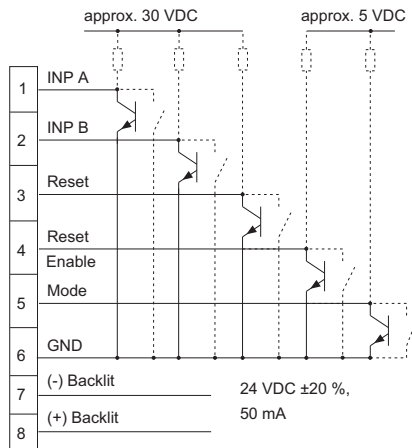 approx. 30 VDC
approx. 5 VDC
1
INP A
2
INP B
3
Reset
4
Reset
Enable
5
Mode
6
GND
7
(-) Backlit
24 VDC ±20 %,
50 mA
8
(+) Backlit